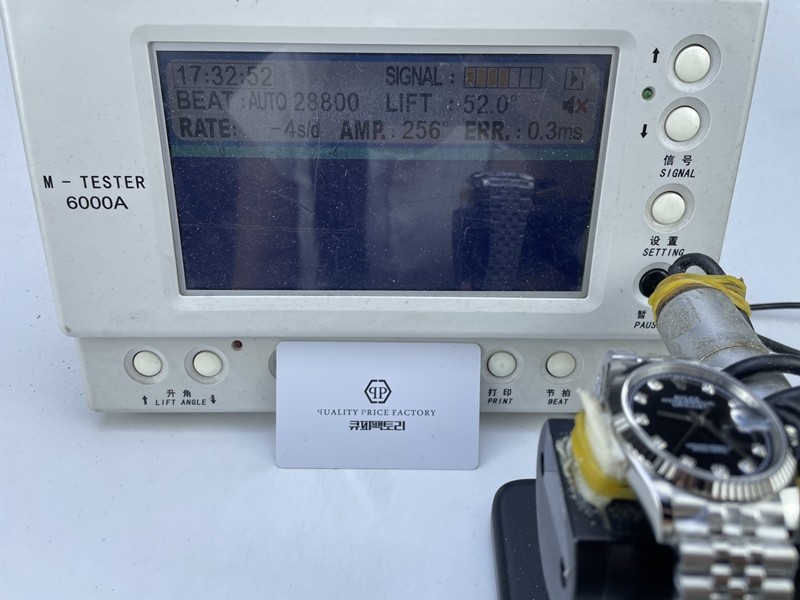 17:32:52 SIGNAL :
BEAT :AUTO 28800 LIFT : 52.0°
RATE: -4s/d AMP. : 256° ERR. : 0.3ms
M - TESTER
6000A
信号
SIGNAL
设置
SETTING
PAUS
升角
LIFT ANGLE
打印
PRINT
节拍
BEAT
QUALITY PRICE FACTORY
큐피팩토리